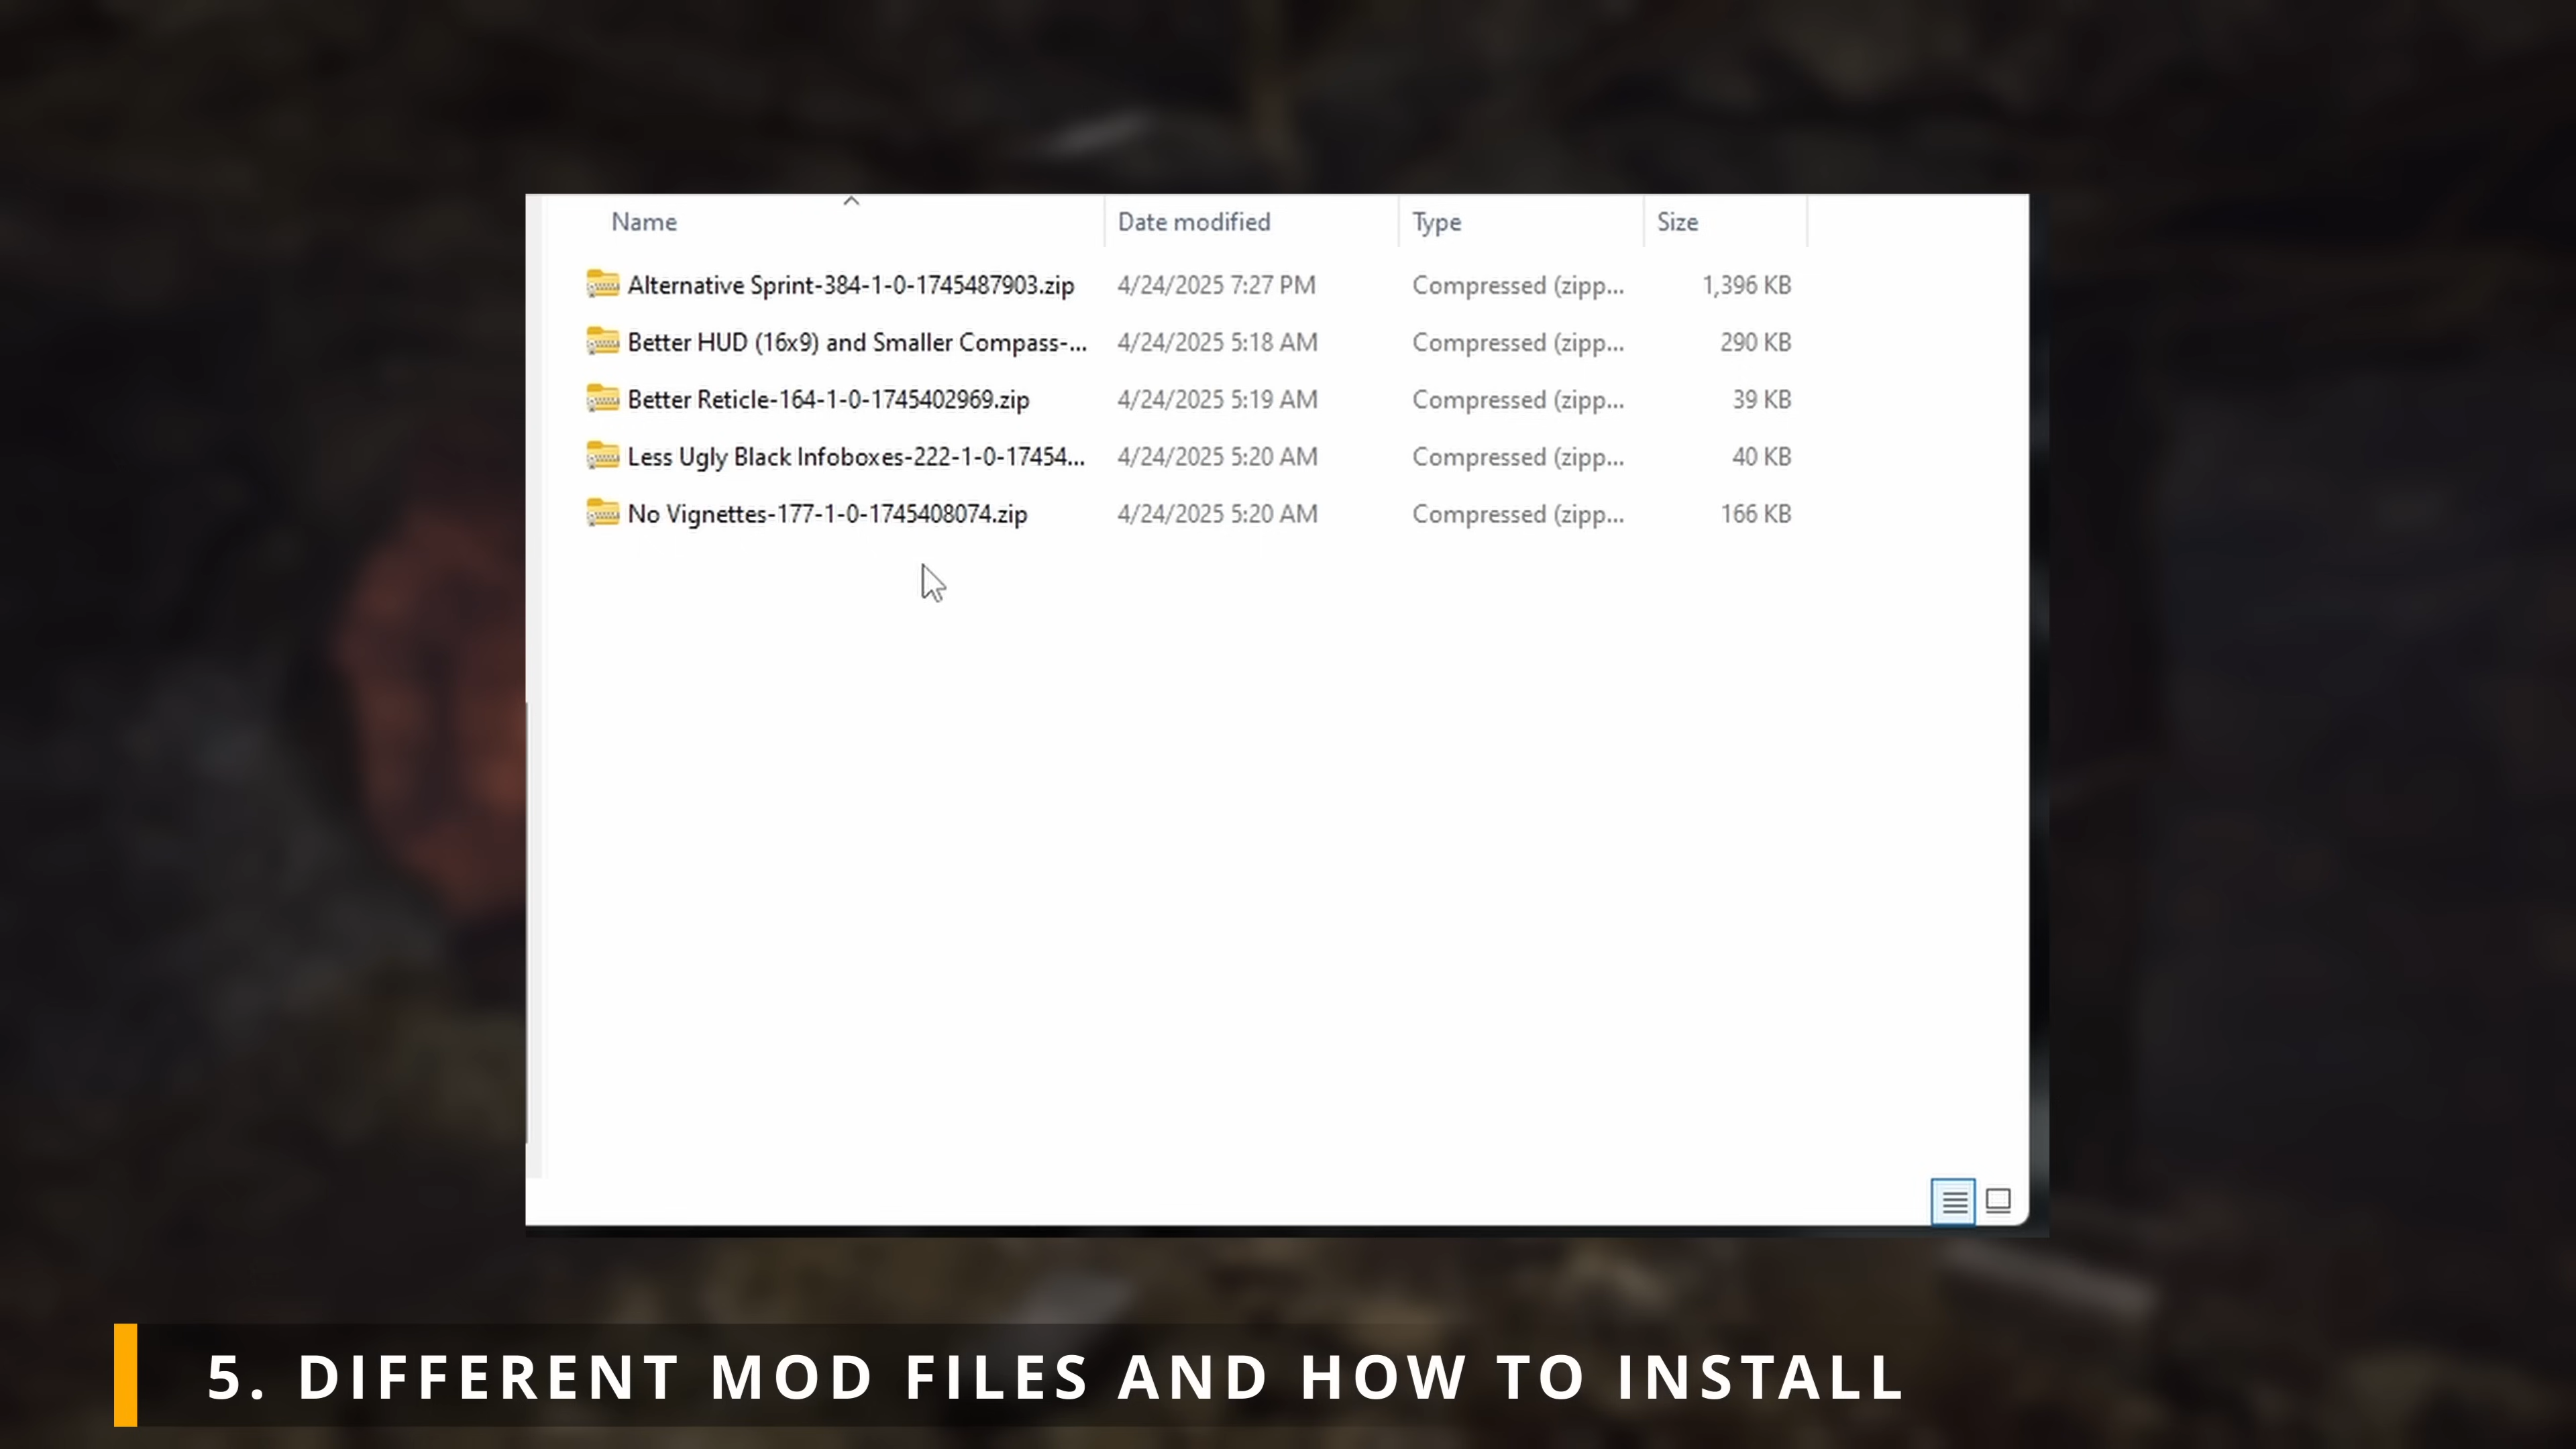 Name Date modified Type Size
Alternative Sprint-384-1-0-1745487903.zip 4/24/2025 7:27 PM Compressed (zipp... 1,396 KB
Better HUD (16x9) and Smaller Compass-... 4/24/2025 5:18 AM Compressed (zipp... 290 KB
Better Reticle-164-1-0-1745402969.zip 4/24/2025 5:19 AM Compressed (zipp... 39 KB
Less Ugly Black Infoboxes-222-1-0-17454... 4/24/2025 5:20 AM Compressed (zipp... 40 KB
No Vignettes-177-1-0-1745408074.zip 4/24/2025 5:20 AM Compressed (zipp... 166 KB
5. DIFFERENT MOD FILES AND HOW TO INSTALL